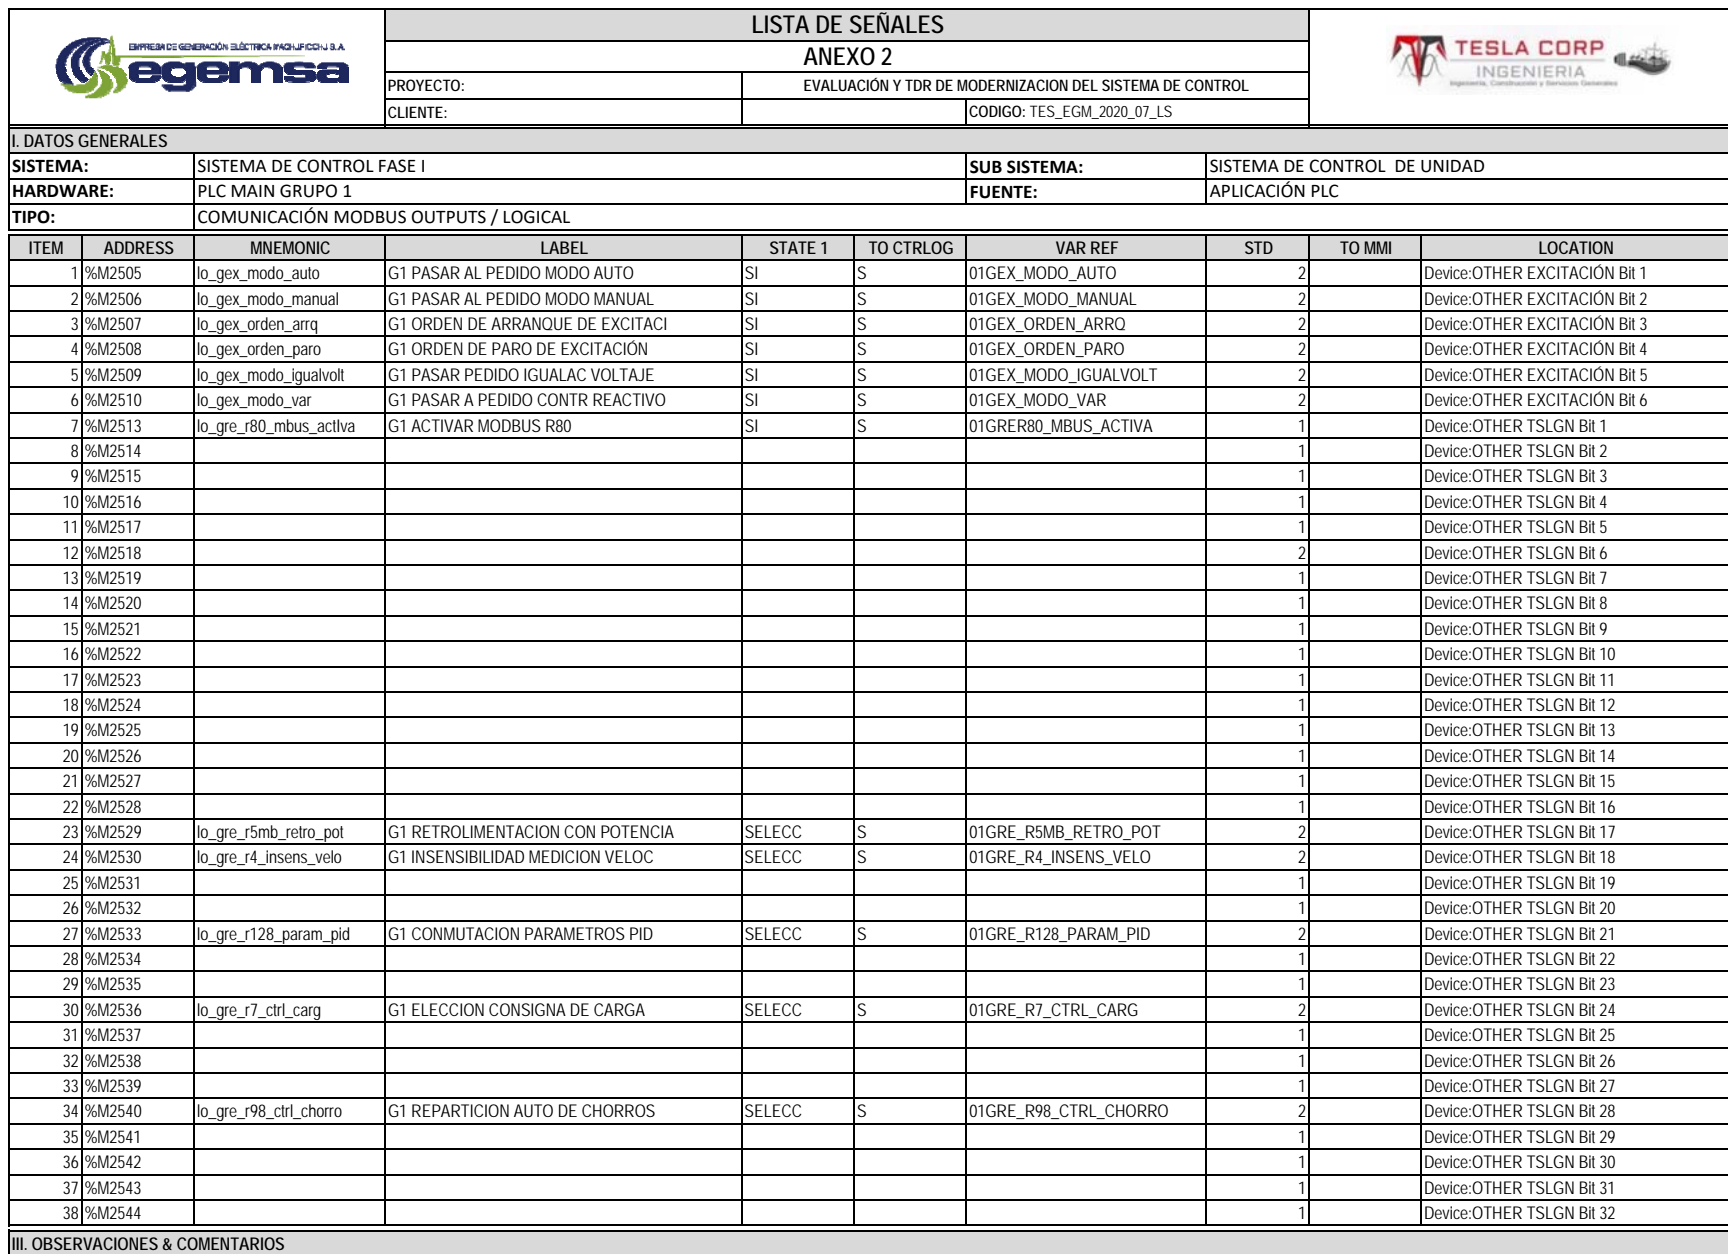 LISTA DE SEÑALES
ANEXO 2
egemsa
TESLA CORP
INGENIERIA
Ingeniería, Construcción y Servicios Generales
PROYECTO: EVALUACIÓN Y TDR DE MODERNIZACION DEL SISTEMA DE CONTROL
CLIENTE: CODIGO: TES_EGM_2020_07_LS
I. DATOS GENERALES
SISTEMA: SISTEMA DE CONTROL FASE I SUB SISTEMA: SISTEMA DE CONTROL DE UNIDAD
HARDWARE: PLC MAIN GRUPO 1 FUENTE: APLICACIÓN PLC
TIPO: COMUNICACIÓN MODBUS OUTPUTS / LOGICAL
ITEM ADDRESS MNEMONIC LABEL STATE 1 TO CTRLOG VAR REF STD TO MMI LOCATION
1 %M2505 lo_gex_modo_auto G1 PASAR AL PEDIDO MODO AUTO SI S 01GEX_MODO_AUTO 2 Device:OTHER EXCITACIÓN Bit 1
2 %M2506 lo_gex_modo_manual G1 PASAR AL PEDIDO MODO MANUAL SI S 01GEX_MODO_MANUAL 2 Device:OTHER EXCITACIÓN Bit 2
3 %M2507 lo_gex_orden_arrq G1 ORDEN DE ARRANQUE DE EXCITACI SI S 01GEX_ORDEN_ARRQ 2 Device:OTHER EXCITACIÓN Bit 3
4 %M2508 lo_gex_orden_paro G1 ORDEN DE PARO DE EXCITACIÓN SI S 01GEX_ORDEN_PARO 2 Device:OTHER EXCITACIÓN Bit 4
5 %M2509 lo_gex_modo_igualvolt G1 PASAR PEDIDO IGUALAC VOLTAJE SI S 01GEX_MODO_IGUALVOLT 2 Device:OTHER EXCITACIÓN Bit 5
6 %M2510 lo_gex_modo_var G1 PASAR A PEDIDO CONTR REACTIVO SI S 01GEX_MODO_VAR 2 Device:OTHER EXCITACIÓN Bit 6
7 %M2513 lo_gre_r80_mbus_actIva G1 ACTIVAR MODBUS R80 SI S 01GRER80_MBUS_ACTIVA 1 Device:OTHER TSLGN Bit 1
8 %M2514 1 Device:OTHER TSLGN Bit 2
9 %M2515 1 Device:OTHER TSLGN Bit 3
10 %M2516 1 Device:OTHER TSLGN Bit 4
11 %M2517 1 Device:OTHER TSLGN Bit 5
12 %M2518 2 Device:OTHER TSLGN Bit 6
13 %M2519 1 Device:OTHER TSLGN Bit 7
14 %M2520 1 Device:OTHER TSLGN Bit 8
15 %M2521 1 Device:OTHER TSLGN Bit 9
16 %M2522 1 Device:OTHER TSLGN Bit 10
17 %M2523 1 Device:OTHER TSLGN Bit 11
18 %M2524 1 Device:OTHER TSLGN Bit 12
19 %M2525 1 Device:OTHER TSLGN Bit 13
20 %M2526 1 Device:OTHER TSLGN Bit 14
21 %M2527 1 Device:OTHER TSLGN Bit 15
22 %M2528 1 Device:OTHER TSLGN Bit 16
23 %M2529 lo_gre_r5mb_retro_pot G1 RETROLIMENTACION CON POTENCIA SELECC S 01GRE_R5MB_RETRO_POT 2 Device:OTHER TSLGN Bit 17
24 %M2530 lo_gre_r4_insens_velo G1 INSENSIBILIDAD MEDICION VELOC SELECC S 01GRE_R4_INSENS_VELO 2 Device:OTHER TSLGN Bit 18
25 %M2531 1 Device:OTHER TSLGN Bit 19
26 %M2532 1 Device:OTHER TSLGN Bit 20
27 %M2533 lo_gre_r128_param_pid G1 CONMUTACION PARAMETROS PID SELECC S 01GRE_R128_PARAM_PID 2 Device:OTHER TSLGN Bit 21
28 %M2534 1 Device:OTHER TSLGN Bit 22
29 %M2535 1 Device:OTHER TSLGN Bit 23
30 %M2536 lo_gre_r7_ctrl_carg G1 ELECCION CONSIGNA DE CARGA SELECC S 01GRE_R7_CTRL_CARG 2 Device:OTHER TSLGN Bit 24
31 %M2537 1 Device:OTHER TSLGN Bit 25
32 %M2538 1 Device:OTHER TSLGN Bit 26
33 %M2539 1 Device:OTHER TSLGN Bit 27
34 %M2540 lo_gre_r98_ctrl_chorro G1 REPARTICION AUTO DE CHORROS SELECC S 01GRE_R98_CTRL_CHORRO 2 Device:OTHER TSLGN Bit 28
35 %M2541 1 Device:OTHER TSLGN Bit 29
36 %M2542 1 Device:OTHER TSLGN Bit 30
37 %M2543 1 Device:OTHER TSLGN Bit 31
38 %M2544 1 Device:OTHER TSLGN Bit 32
III. OBSERVACIONES & COMENTARIOS